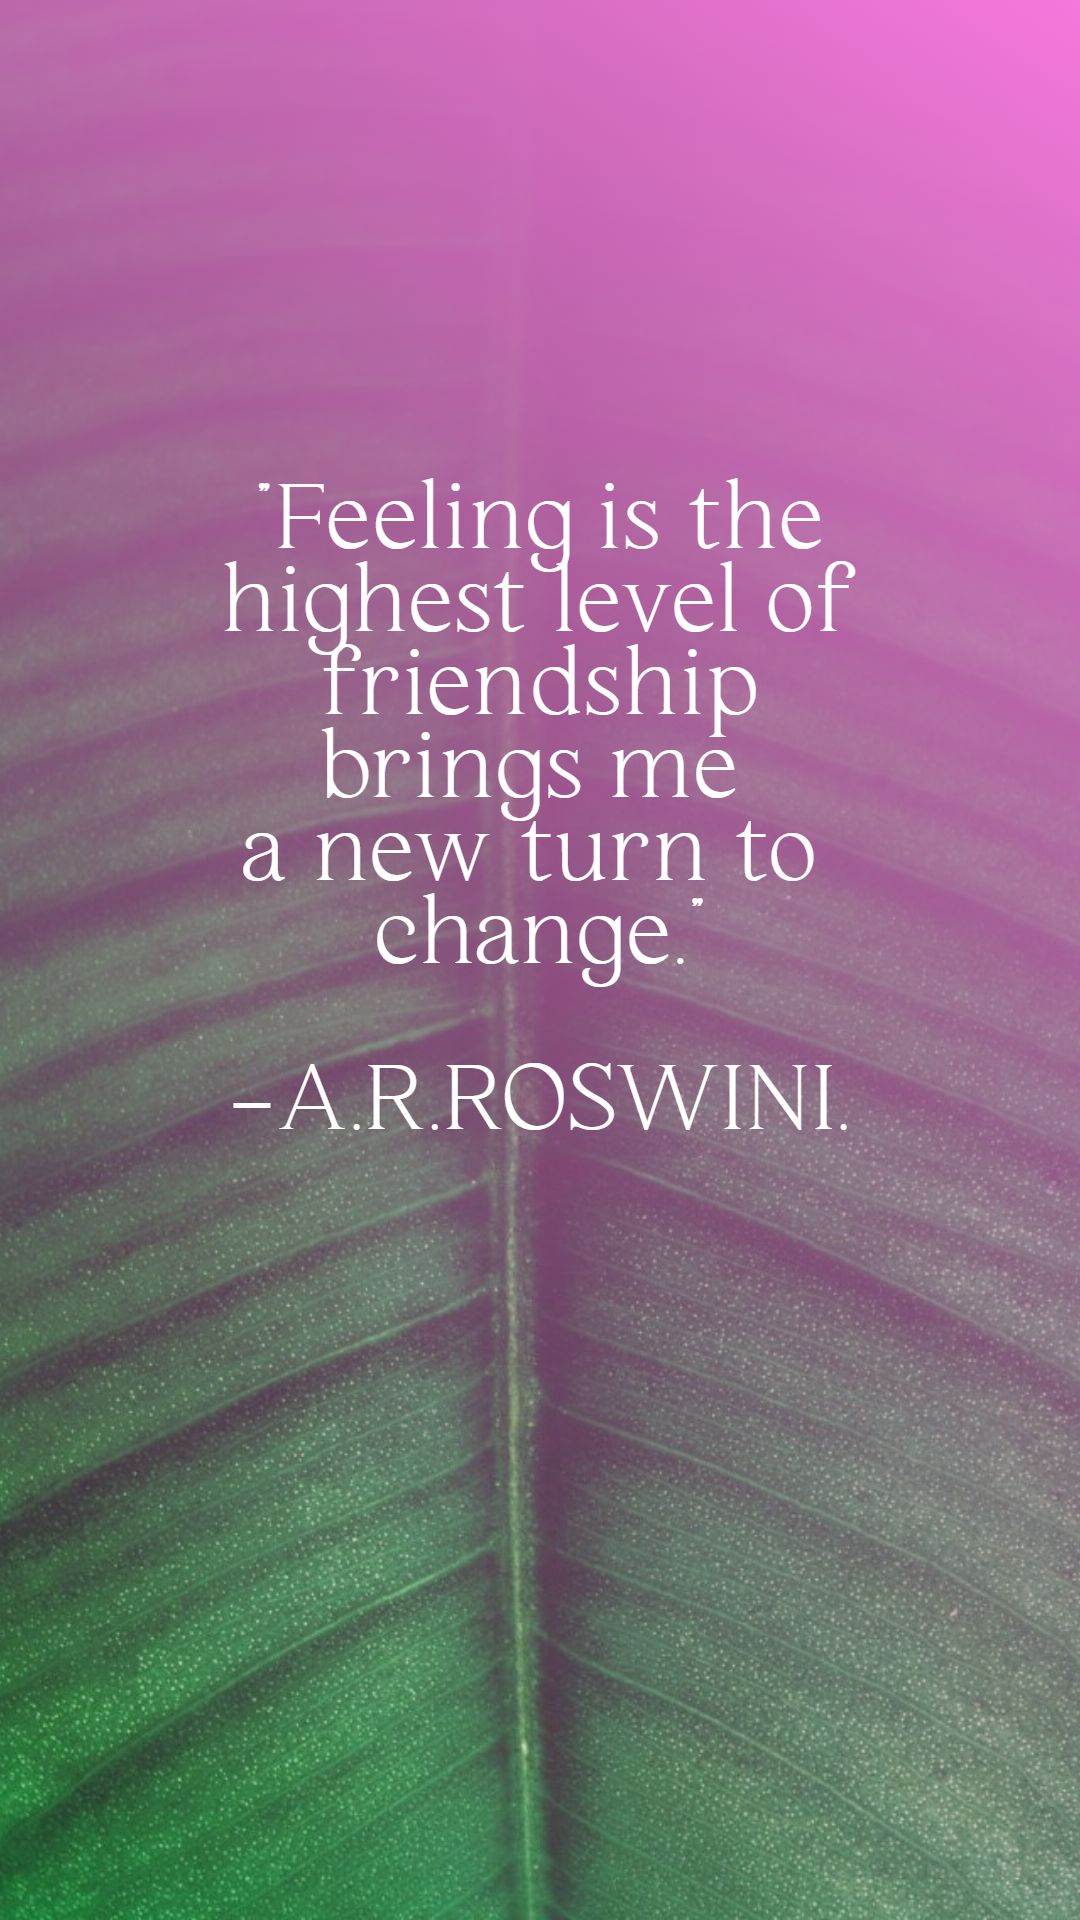 "Feeling is the
highest level of
friendship
brings me
a new turn to
change."
-A.R.ROSWINI.